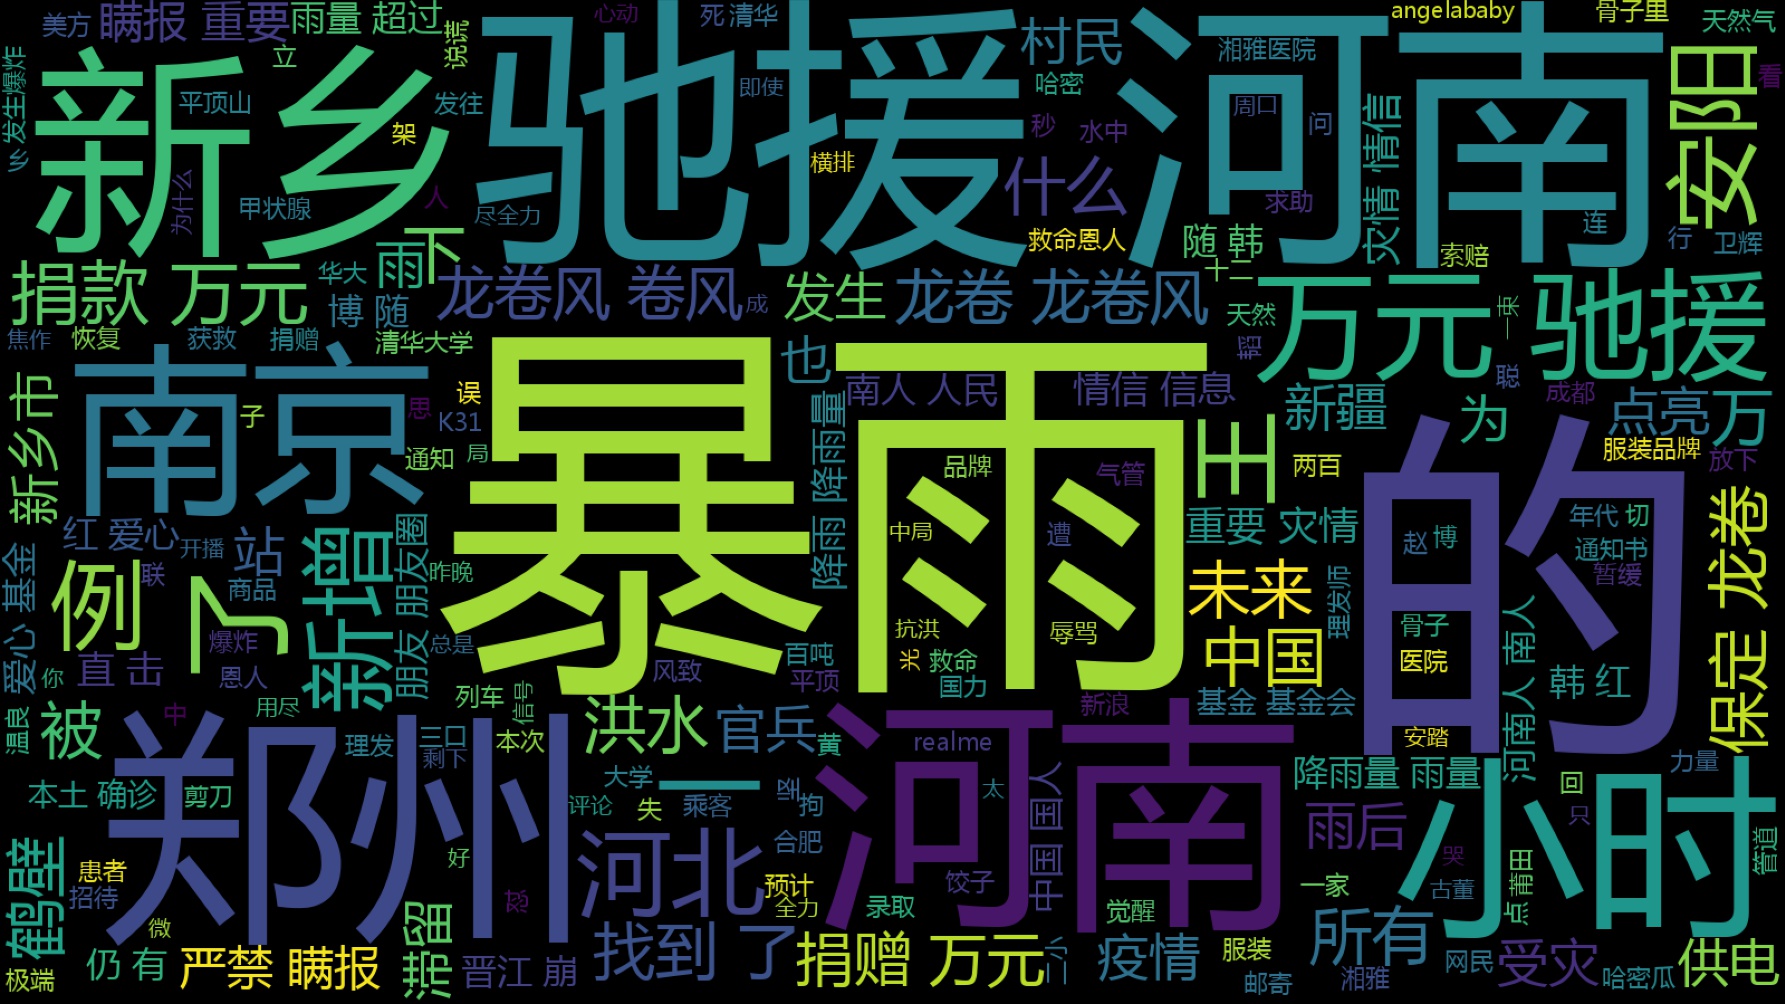 美方
瞒报 重要
雨量 超过
说谎
心动
死 清华
angelababy
骨子里
天然气
乡 发生爆炸
新乡
立
平顶山
架
发往
驰援 河南
即使
村民
湘雅医院
哈密
秒
水中
周口
问
灾情 情信
安阳
看
为什么
甲状腺
人
尽全力
横排
什么
求助
救命恩人
随 韩
连
索赔
行
卫辉
下
雨
捐款 万元
华大
博 随
龙卷风 卷风
成
发生
龙卷 龙卷风
十二
天然
万元
一夹
驰援
焦作
恢复
获救
捐赠
清华大学
也
南京
新乡市
子
误
思
K31
通知
局
暴雨
南人 人民
情信 信息
降雨 降雨量
新疆
聪
成都
为
点亮
万
服装品牌
放下
王
两百
品牌
气管
的
红 爱心
开播
站
新增
朋友 朋友圈
昨晚
中局
遭
重要 灾情
赵
博
年代
切
通知书
暂缓
保定 龙卷
爱心 基金
例
联
商品
了
爆炸
恩人
总是
直 击
你
未来
中国
理发师
抗洪
辱骂
光
救命
国力
骨子
医院
河南人 南人
韩 红
百吨
平顶
风致
列车
信号
用尽
温良
被
中
郑州
理发
三口
剩下
本次
洪水
官兵
黄
河南
新浪
realme
基金 基金会
安踏
力量
本土 确诊
剪刀
大学
一
评论
失
乘客
坚
拘
太
中国 国人
降雨量 雨量
回
小时
只
管道
鹤壁
患者
招待
好
河北
合肥
预计
全力
饺子
雨后
哭
古董
一家
点 莆田
微
怒
滞留
录取
觉醒
所有
极端
仍 有
严禁 瞒报
晋江 崩
找到 了
捐赠 万元
二小
疫情
服装
邮寄
湘雅
网民
受灾
哈密瓜
供电